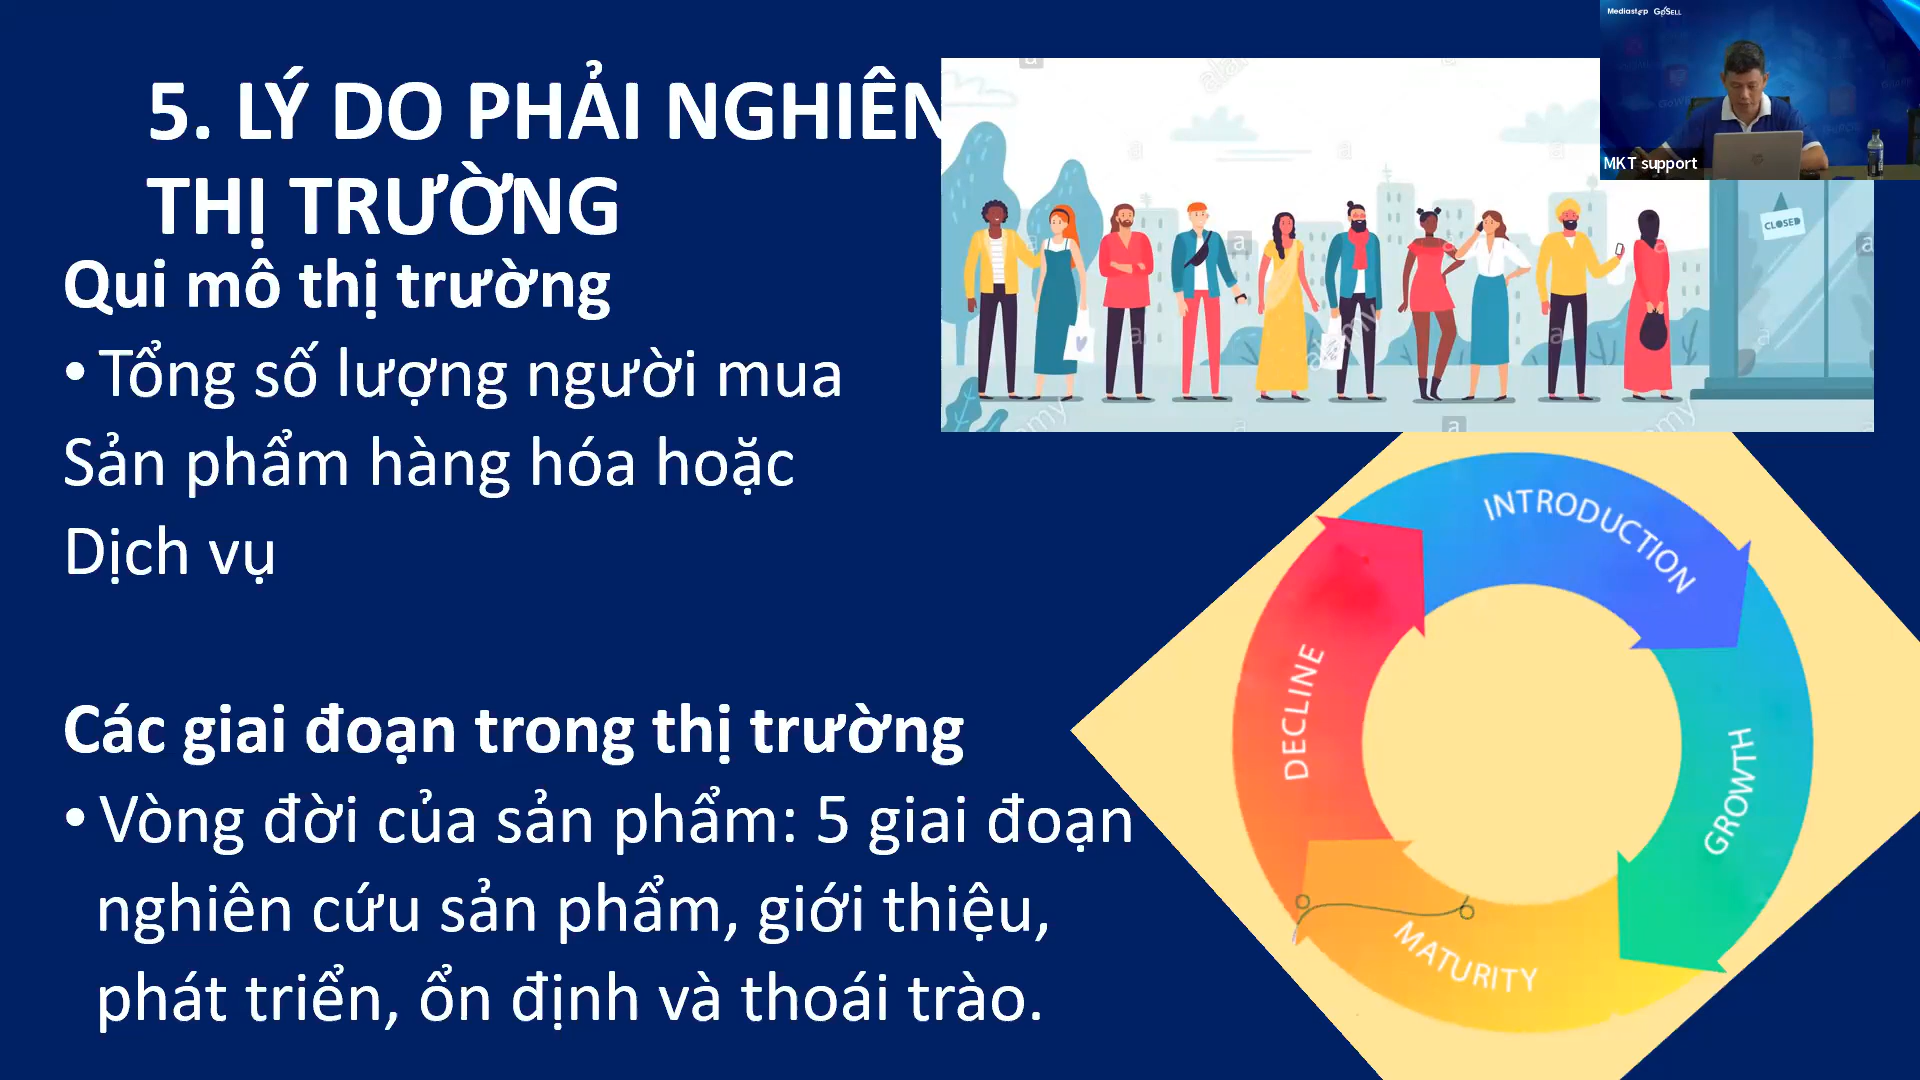 Mediastep GoSELL
MKT support
5. LÝ DO PHẢI NGHIÊN
THỊ TRƯỜNG
CLOSED
Qui mô thị trường
• Tổng số lượng người mua
Sản phẩm hàng hóa hoặc
Dịch vụ
Các giai đoạn trong thị trường
• Vòng đời của sản phẩm: 5 giai đoạn
nghiên cứu sản phẩm, giới thiệu,
phát triển, ổn định và thoái trào.
INTRODUCTION
GROWTH
MATURITY
DECLINE